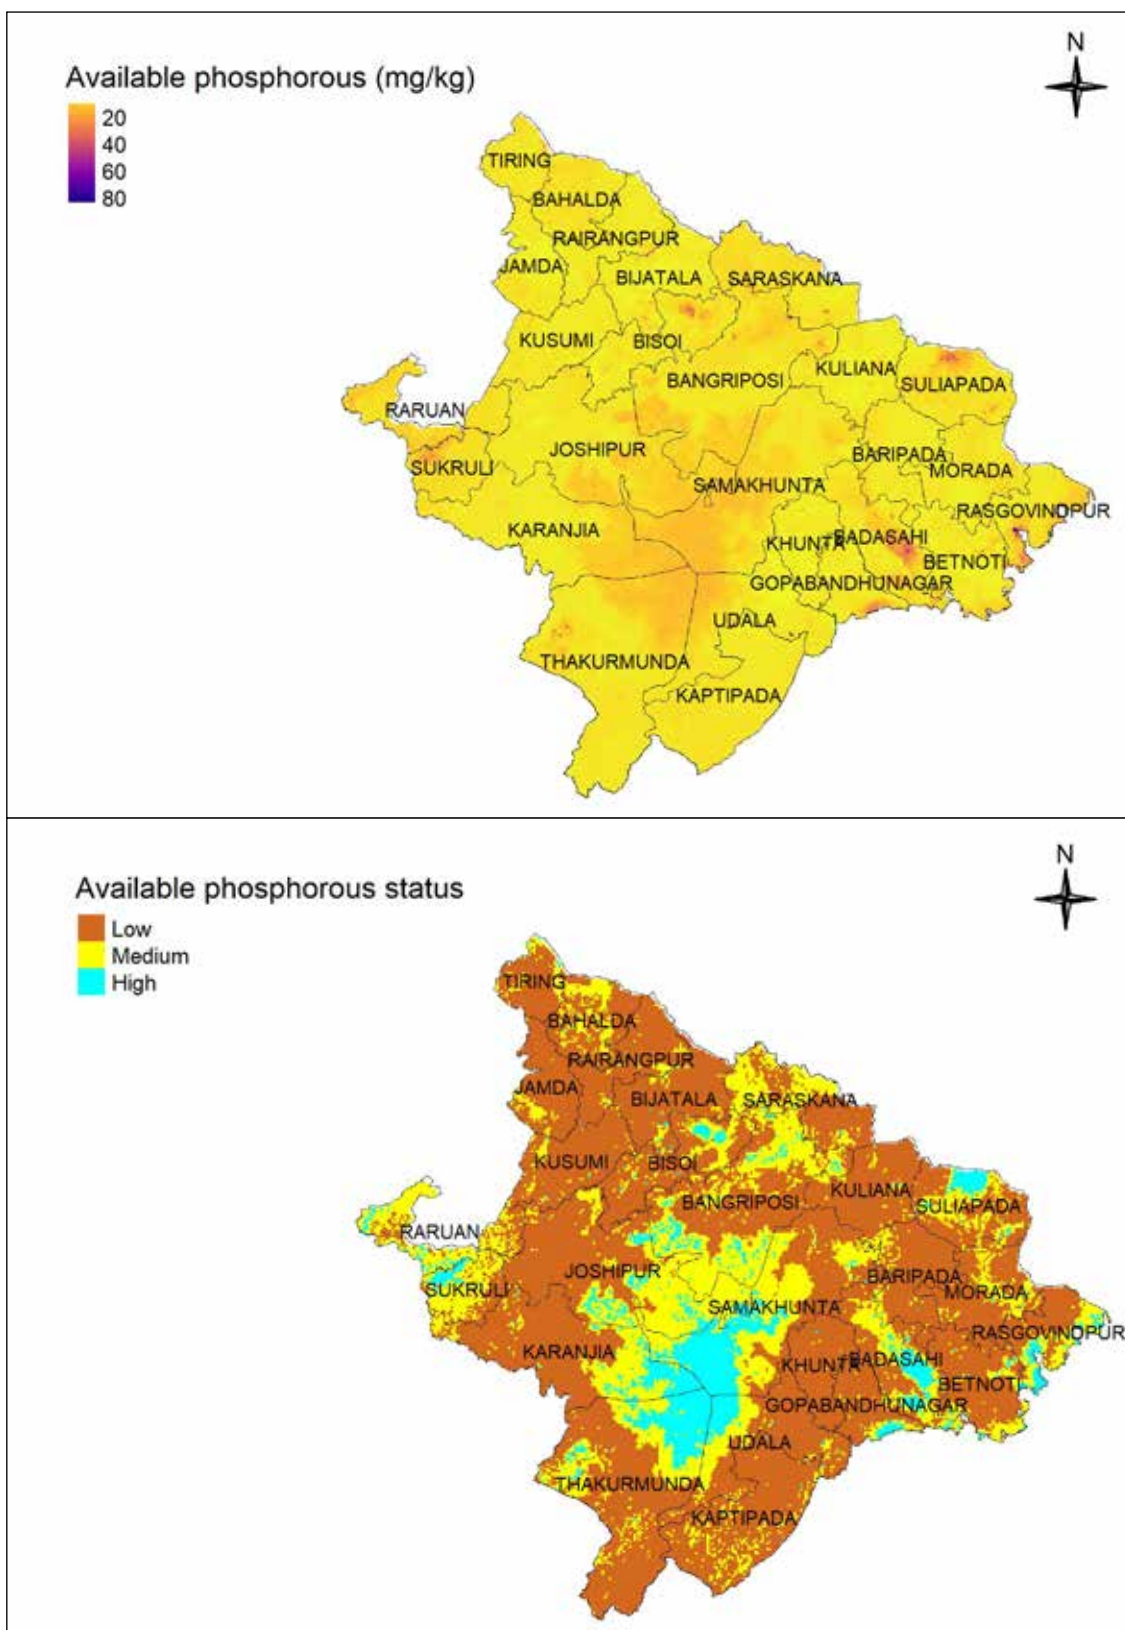 N
Available phosphorous (mg/kg)
20
40
60
80
TIRING
BAHALDA
RAIRANGPUR
JAMDA
BIJATALA
SARASKANA
KUSUMI
BISOI
KULIANA
BANGRIPOSI
SULIAPADA
RARUAN
JOSHIPUR
BARIPADA
SUKRULI
MORADA
SAMAKHUNTA
RASGOVINDPUR
KARANJIA
KHUNTA
BADASAHI
BETNOTI
GOPABANDHUNAGAR
UDALA
THAKURMUNDA
KAPTIPADA
N
Available phosphorous status
Low
Medium
High
TIRING
BAHALDA
RAIRANGPUR
JAMDA
BIJATALA
SARASKANA
KUSUMI
BISOI
KULIANA
BANGRIPOSI
SULIAPADA
RARUAN
JOSHIPUR
BARIPADA
SUKRULI
MORADA
SAMAKHUNTA
RASGOVINDPUR
KARANJIA
KHUNTA
BADASAHI
BETNOTI
GOPABANDHUNAGAR
UDALA
THAKURMUNDA
KAPTIPADA